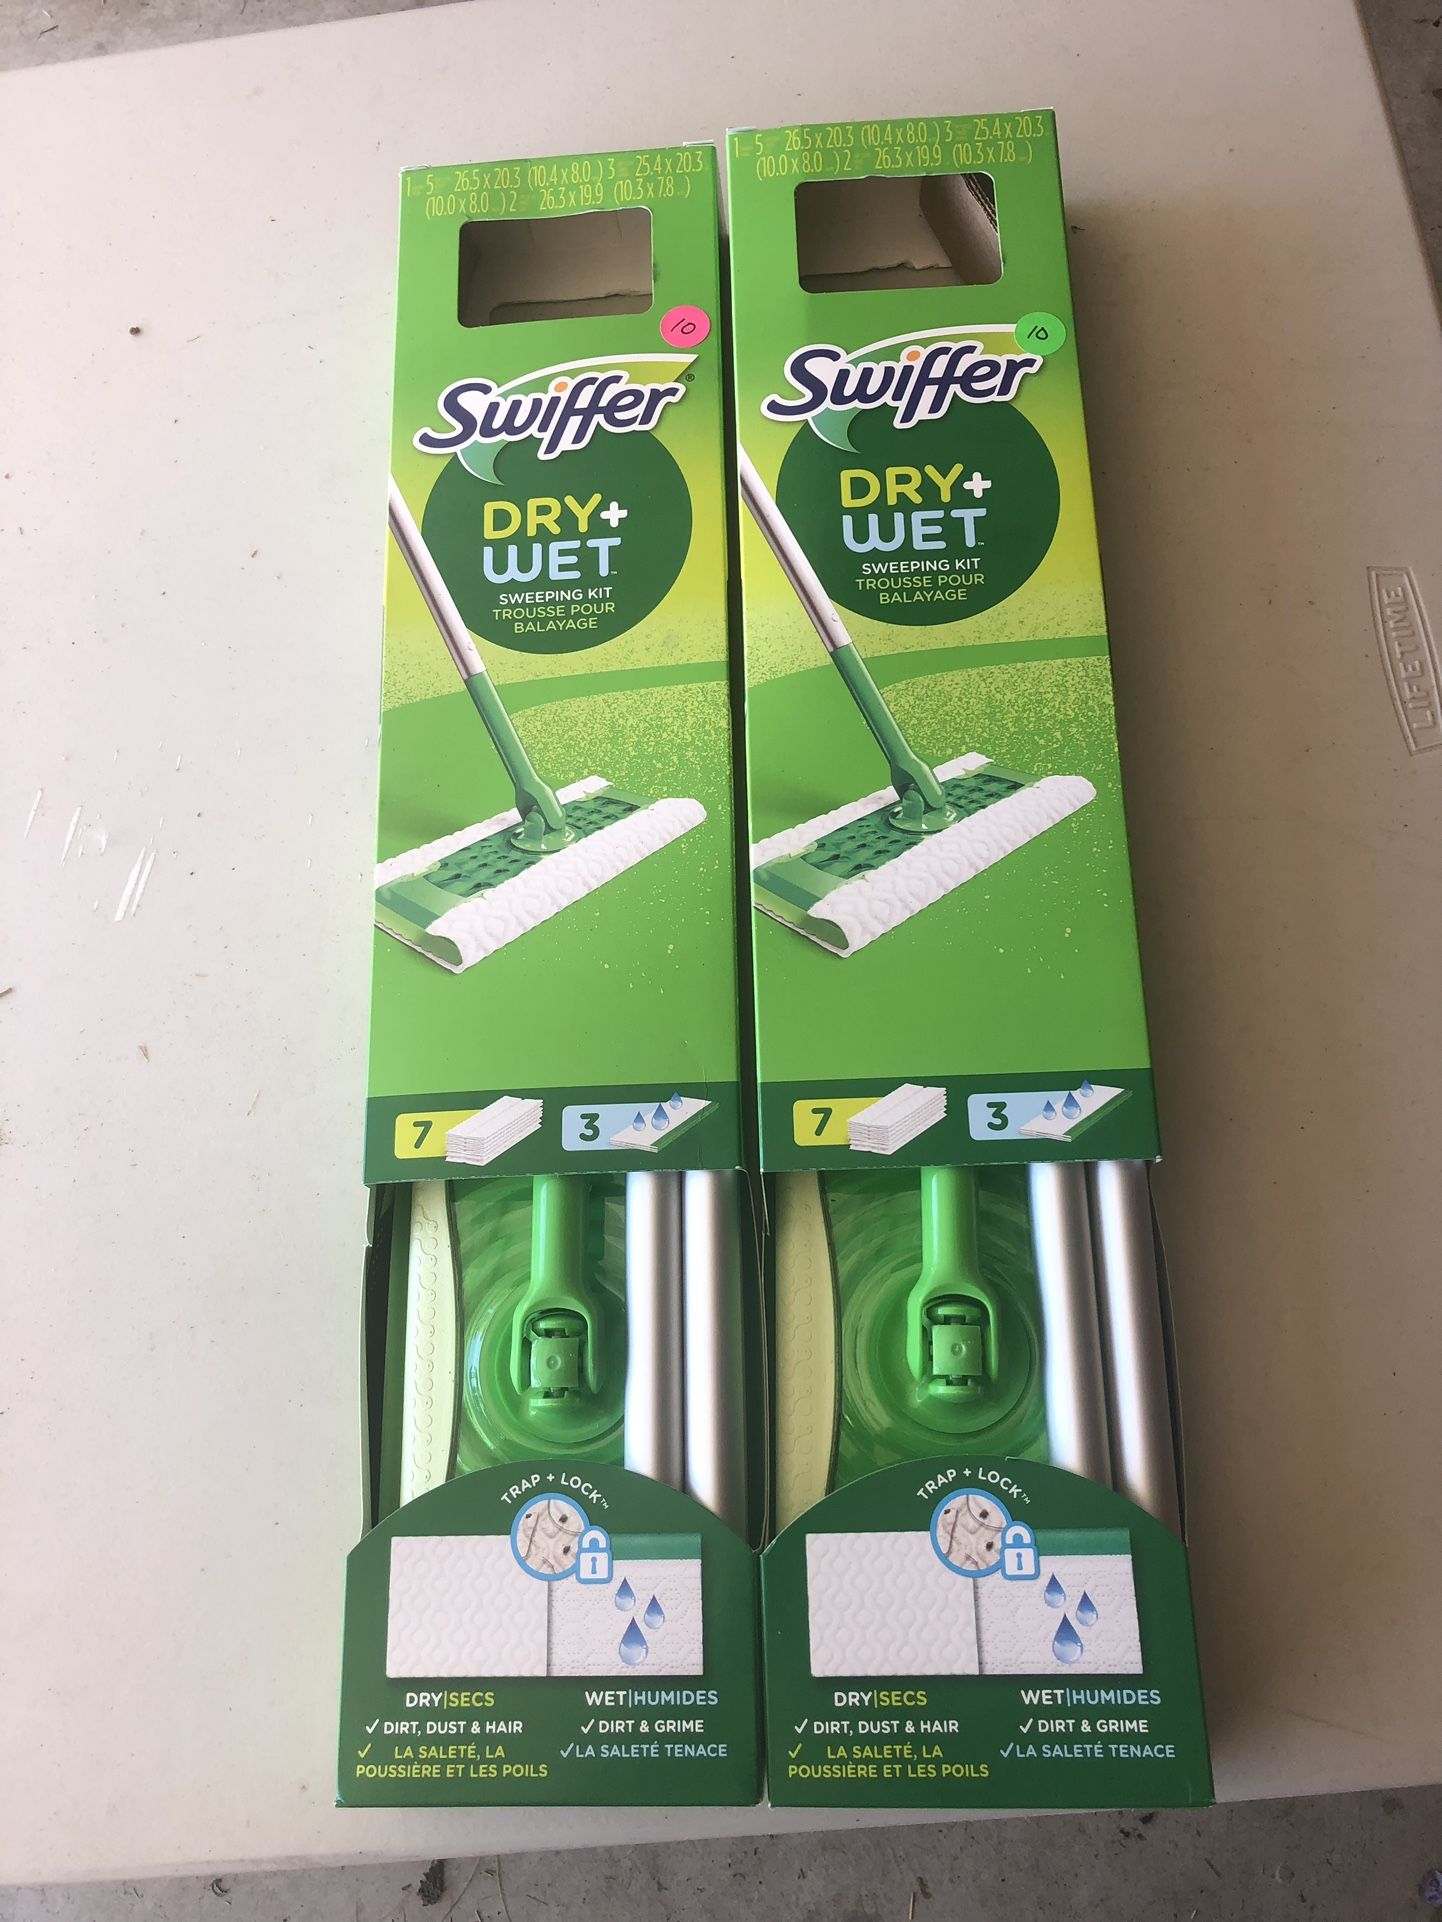 1 5 26.5 x 20.3 (10.4 x 8.0 ) 3 25.4 x 20.3
(10.0 x 8.0 ) 2 26.3 x 19.9 (10.3 x 7.8 )
10
Swiffer®
DRY+
WET™
SWEEPING KIT
TROUSSE POUR
BALAYAGE
7 3
TRAP + LOCK™
DRY|SECS WET|HUMIDES
✓ DIRT, DUST & HAIR ✓ DIRT & GRIME
✓ LA SALETÉ, LA ✓ LA SALETÉ TENACE
POUSSIÈRE ET LES POILS
1 5 26.5 x 20.3 (10.4 x 8.0 ) 3 25.4 x 20.3
(10.0 x 8.0 ) 2 26.3 x 19.9 (10.3 x 7.8 )
10
Swiffer
DRY+
WET™
SWEEPING KIT
TROUSSE POUR
BALAYAGE
7 3
TRAP + LOCK™
DRY|SECS WET|HUMIDES
✓ DIRT, DUST & HAIR ✓ DIRT & GRIME
✓ LA SALETÉ, LA ✓ LA SALETÉ TENACE
POUSSIÈRE ET LES POILS
LIFETIME